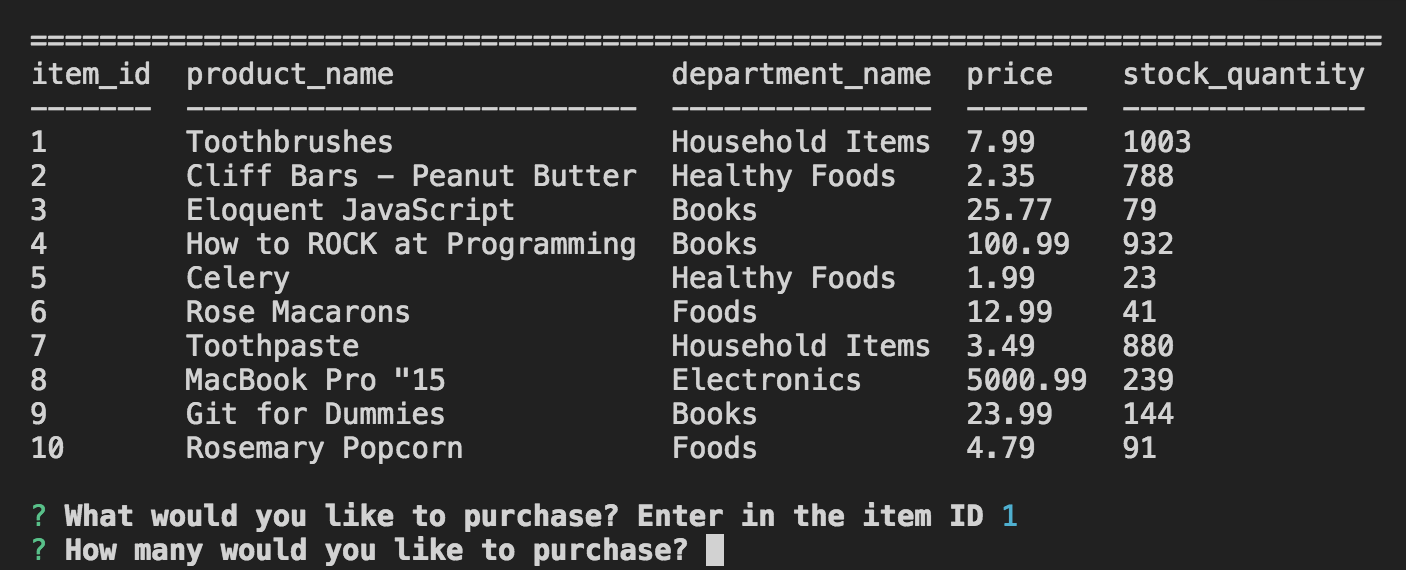 ==============================================================================
item_id  product_name                department_name  price    stock_quantity
-------  --------------------------  ---------------  -------  --------------
1        Toothbrushes                Household Items  7.99     1003
2        Cliff Bars - Peanut Butter  Healthy Foods    2.35     788
3        Eloquent JavaScript         Books            25.77    79
4        How to ROCK at Programming  Books            100.99   932
5        Celery                      Healthy Foods    1.99     23
6        Rose Macarons               Foods            12.99    41
7        Toothpaste                  Household Items  3.49     880
8        MacBook Pro "15             Electronics      5000.99  239
9        Git for Dummies             Books            23.99    144
10       Rosemary Popcorn            Foods            4.79     91
? What would you like to purchase? Enter in the item ID 1
? How many would you like to purchase?